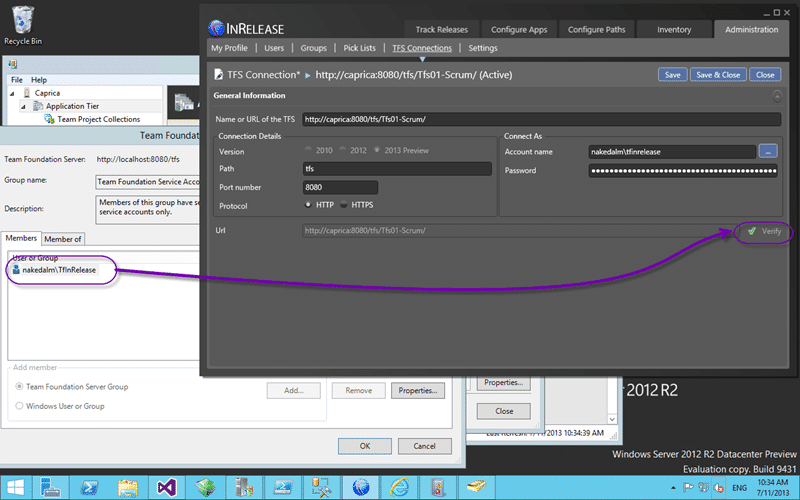 Recycle Bin
INRELEASE
Track Releases
Configure Apps
Configure Paths
Inventory
Administration
My Profile | Users | Groups | Pick Lists | TFS Connections | Settings
TFS Connection* ▸ http://caprica:8080/tfs/Tfs01-Scrum/ (Active)
Save
Save & Close
Close
General Information
Name or URL of the TFS
http://caprica:8080/tfs/Tfs01-Scrum/
Connection Details
Version
2010
2012
2013 Preview
Path
tfs
Port number
8080
Protocol
HTTP
HTTPS
Connect As
Account name
nakedalm\tfinrelease
...
Password
Url
http://caprica:8080/tfs/Tfs01-Scrum/
Verify
File Help
Caprica
Application Tier
Team Project Collections
Team Foundat
Team Foundation Server:
http://localhost:8080/tfs
Group name:
Team Foundation Service Accou
Description:
Members of this group have se
service accounts only.
Members
Member of
User or Group
nakedalm\TfInRelease
Add member
Team Foundation Server Group
Windows User or Group
Add...
Remove
Properties...
OK
Cancel
Properties...
Close
Last Refresh: 7/11/2013 10:34:39 AM
2012 R2
Windows Server 2012 R2 Datacenter Preview
Evaluation copy. Build 9431
ENG
10:34 AM
7/11/2013